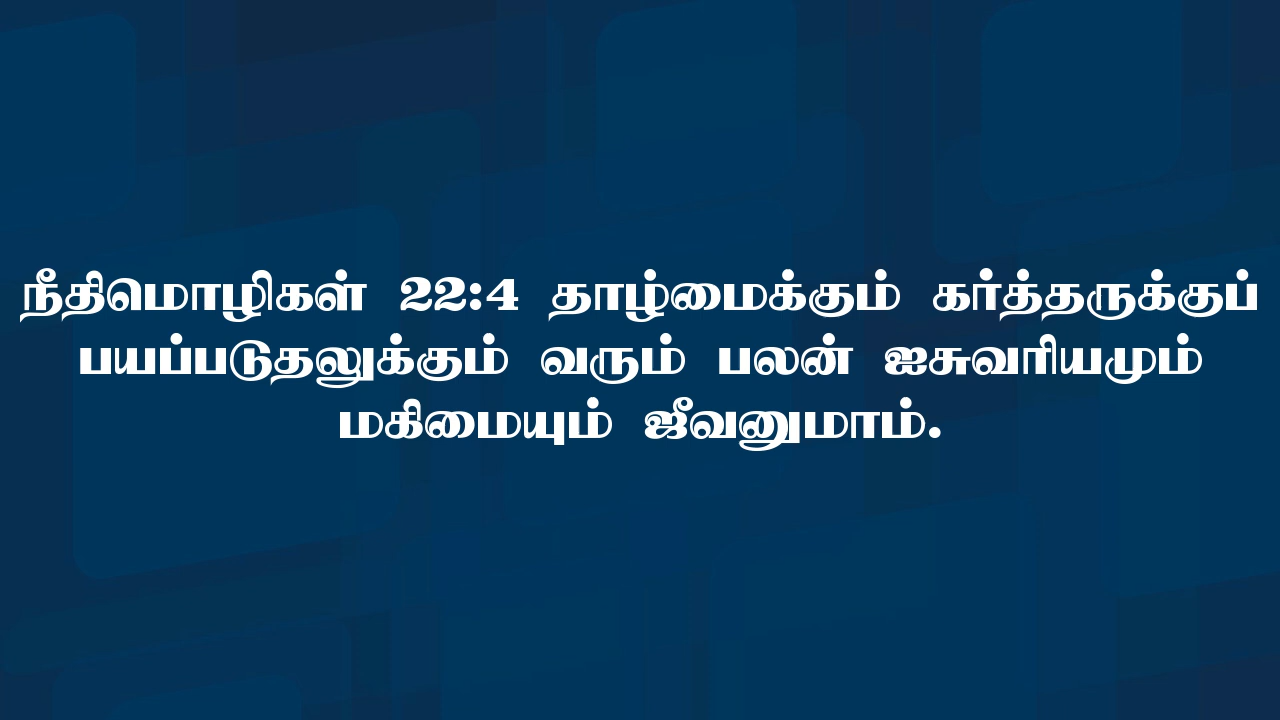 நீதிமொழிகள் 22:4 தாழ்மைக்கும் கர்த்தருக்குப்
பயப்படுதலுக்கும் வரும் பலன் ஐசுவரியமும்
மகிமையும் ஜீவனுமாம்.